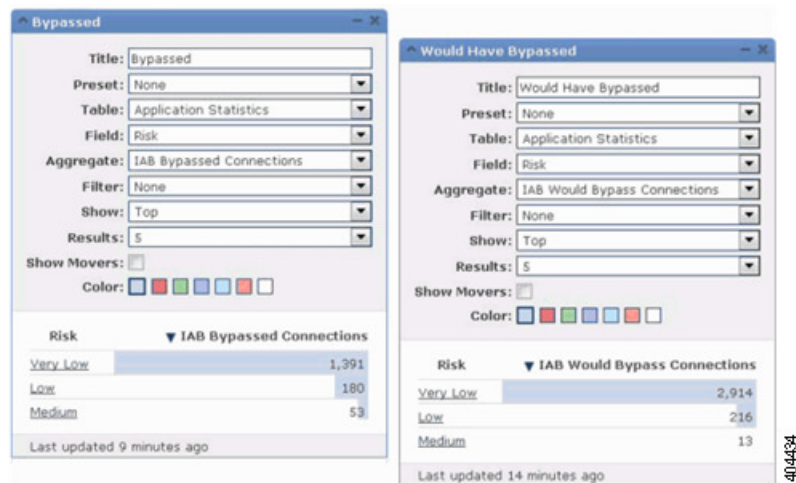 Bypassed
Title: Bypassed
Preset: None
Table: Application Statistics
Field: Risk
Aggregate: IAB Bypassed Connections
Filter: None
Show: Top
Results: 5
Show Movers:
Color:
Risk IAB Bypassed Connections
Very Low 1,391
Low 180
Medium 53
Last updated 9 minutes ago
Would Have Bypassed
Title: Would Have Bypassed
Preset: None
Table: Application Statistics
Field: Risk
Aggregate: IAB Would Bypass Connections
Filter: None
Show: Top
Results: 5
Show Movers:
Color:
Risk IAB Would Bypass Connections
Very Low 2,914
Low 216
Medium 13
Last updated 14 minutes ago
404434